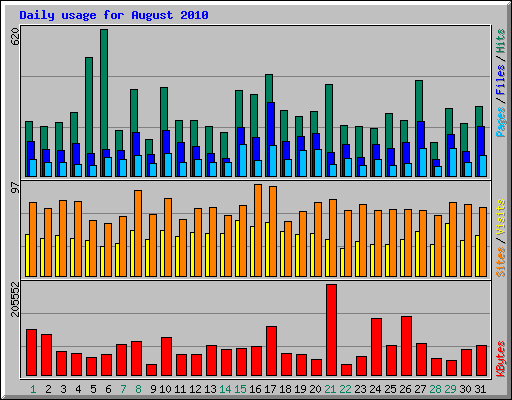 Daily usage for August 2010
620
Pages / Files / Hits
97
Sites / Visits
205552
KBytes
1 2 3 4 5 6 7 8 9 10 11 12 13 14 15 16 17 18 19 20 21 22 23 24 25 26 27 28 29 30 31